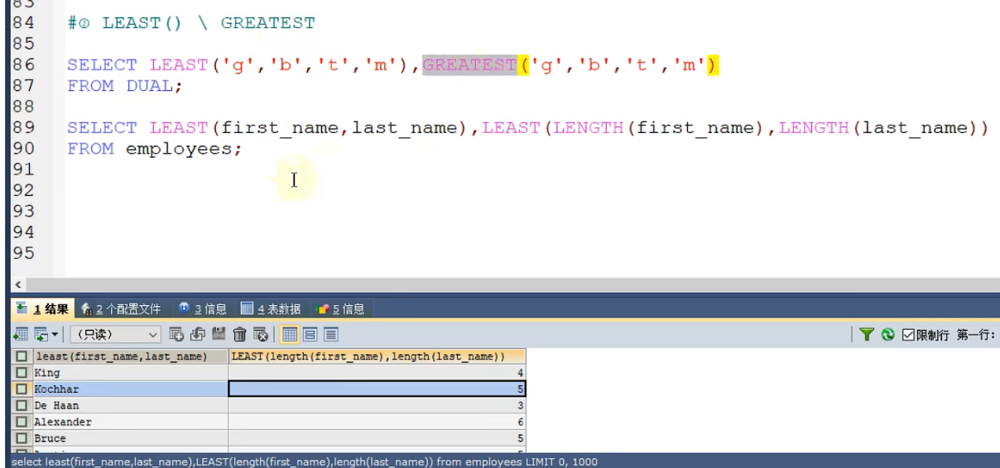 83
84 #② LEAST() \ GREATEST
85
86 SELECT LEAST('g','b','t','m'),GREATEST('g','b','t','m')
87 FROM DUAL;
88
89 SELECT LEAST(first_name,last_name),LEAST(LENGTH(first_name),LENGTH(last_name))
90 FROM employees;
91
92
93
94
95
1 结果 2 个配置文件 3 信息 4 表数据 5 信息
(只读) 限制行 第一行:
least(first_name,last_name) LEAST(length(first_name),length(last_name))
King 4
Kochhar 5
De Haan 3
Alexander 6
Bruce 5
select least(first_name,last_name),LEAST(length(first_name),length(last_name)) from employees LIMIT 0, 1000